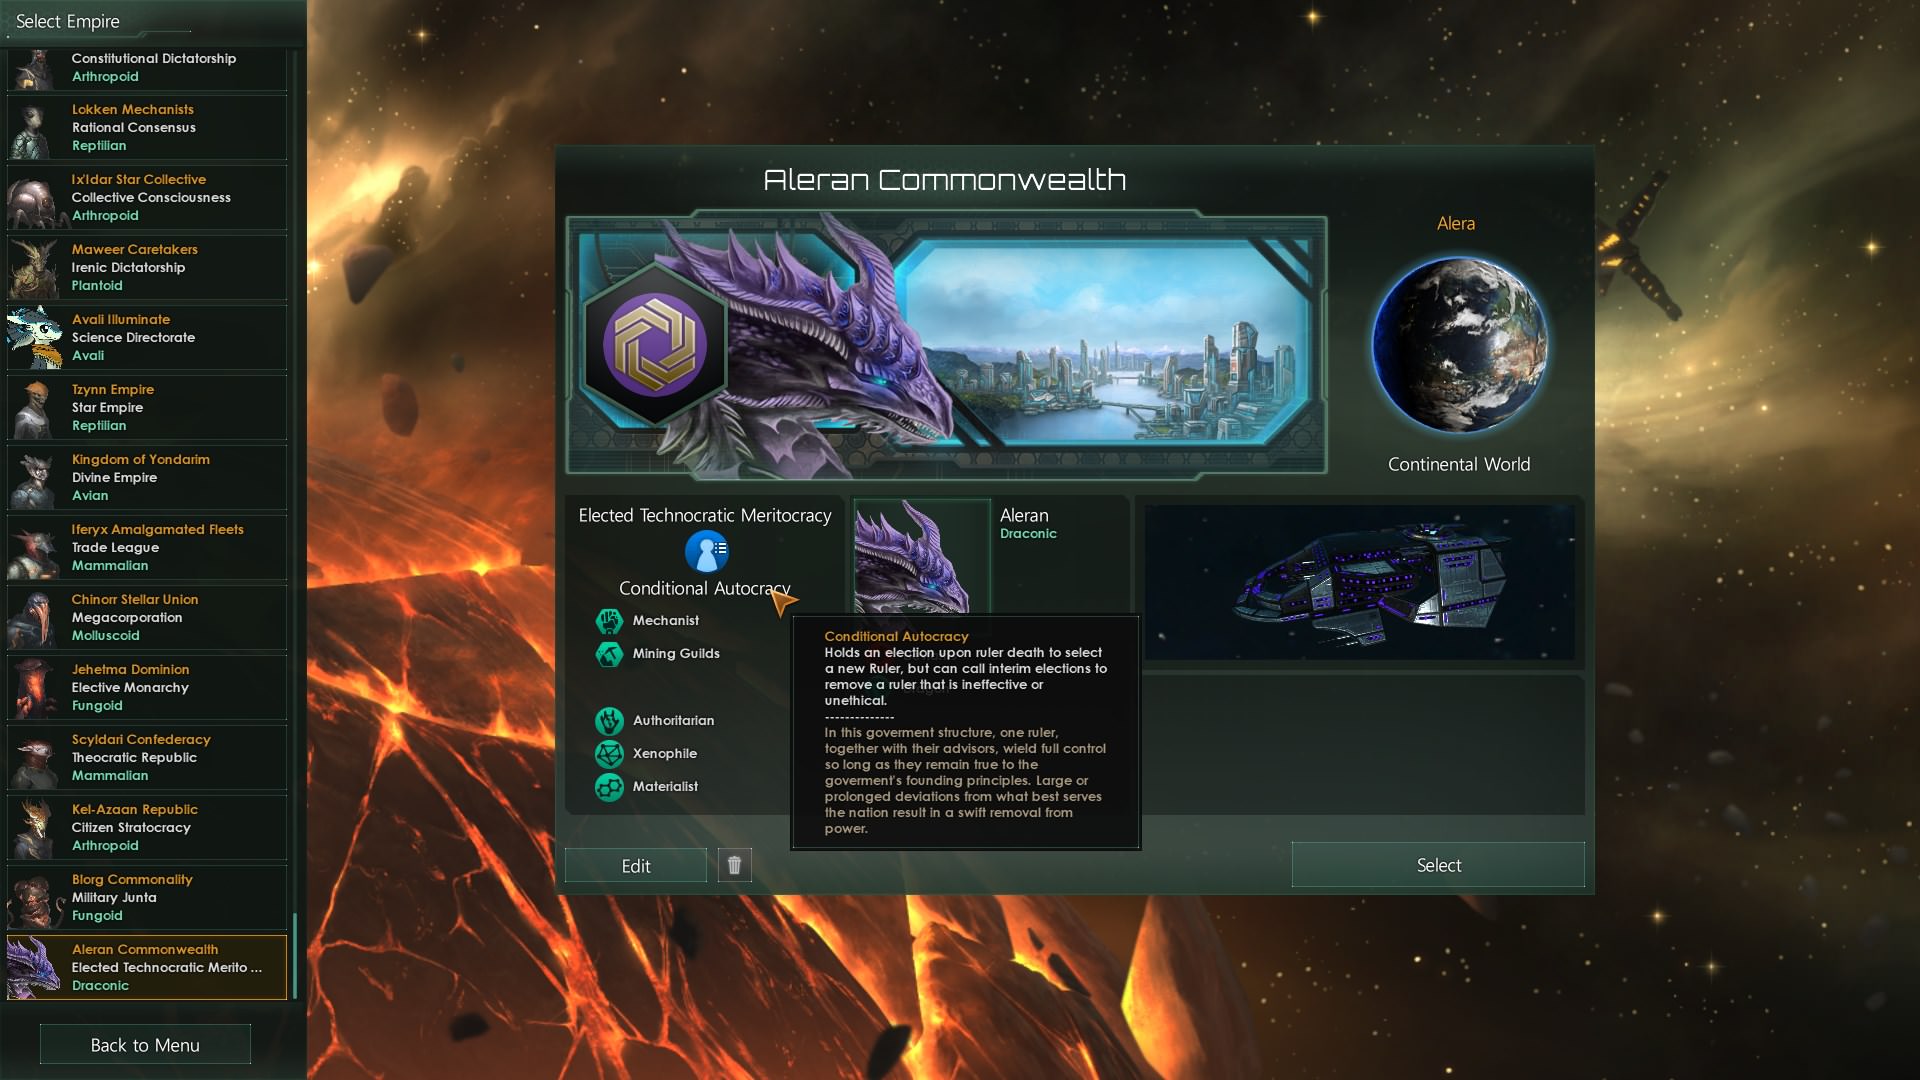 Select Empire
Constitutional Dictatorship
Arthropoid
Lokken Mechanists
Rational Consensus
Reptilian
Ix'Idar Star Collective
Collective Consciousness
Arthropoid
Maweer Caretakers
Irenic Dictatorship
Plantoid
Avali Illuminate
Science Directorate
Avali
Tzynn Empire
Star Empire
Reptilian
Kingdom of Yondarim
Divine Empire
Avian
Iferyx Amalgamated Fleets
Trade League
Mammalian
Chinorr Stellar Union
Megacorporation
Molluscoid
Jehetma Dominion
Elective Monarchy
Fungoid
Scyldari Confederacy
Theocratic Republic
Mammalian
Kel-Azaan Republic
Citizen Stratocracy
Arthropoid
Blorg Commonality
Military Junta
Fungoid
Aleran Commonwealth
Elected Technocratic Merito ...
Draconic
Back to Menu
Aleran Commonwealth
Alera
Continental World
Elected Technocratic Meritocracy
Conditional Autocracy
Mechanist
Mining Guilds
Authoritarian
Xenophile
Materialist
Aleran
Draconic
Conditional Autocracy
Holds an election upon ruler death to select
a new Ruler, but can call interim elections to
remove a ruler that is ineffective or
unethical.
--------------
In this goverment structure, one ruler,
together with their advisors, wield full control
so long as they remain true to the
goverment's founding principles. Large or
prolonged deviations from what best serves
the nation result in a swift removal from
power.
Edit
Select